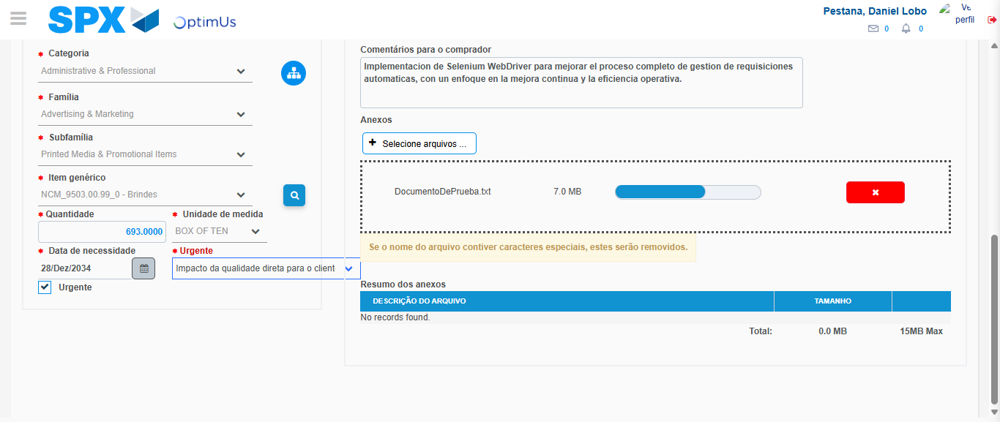 SPX
OptimUs
Pestana, Daniel Lobo
Ve
perfil
0
0
* Categoria
Administrative & Professional
* Família
Advertising & Marketing
* Subfamília
Printed Media & Promotional Items
* Item genérico
NCM_9503.00.99_0 - Brindes
* Quantidade
* Unidade de medida
693.0000
BOX OF TEN
* Data de necessidade
* Urgente
28/Dez/2034
Impacto da qualidade direta para o client
Urgente
Comentários para o comprador
Implementacion de Selenium WebDriver para mejorar el proceso completo de gestion de requisiciones
automaticas, con un enfoque en la mejora continua y la eficiencia operativa.
Anexos
+ Selecione arquivos ...
DocumentoDePrueba.txt
7.0 MB
Se o nome do arquivo contiver caracteres especiais, estes serão removidos.
Resumo dos anexos
DESCRIÇÃO DO ARQUIVO
TAMANHO
No records found.
Total:
0.0 MB
15MB Max